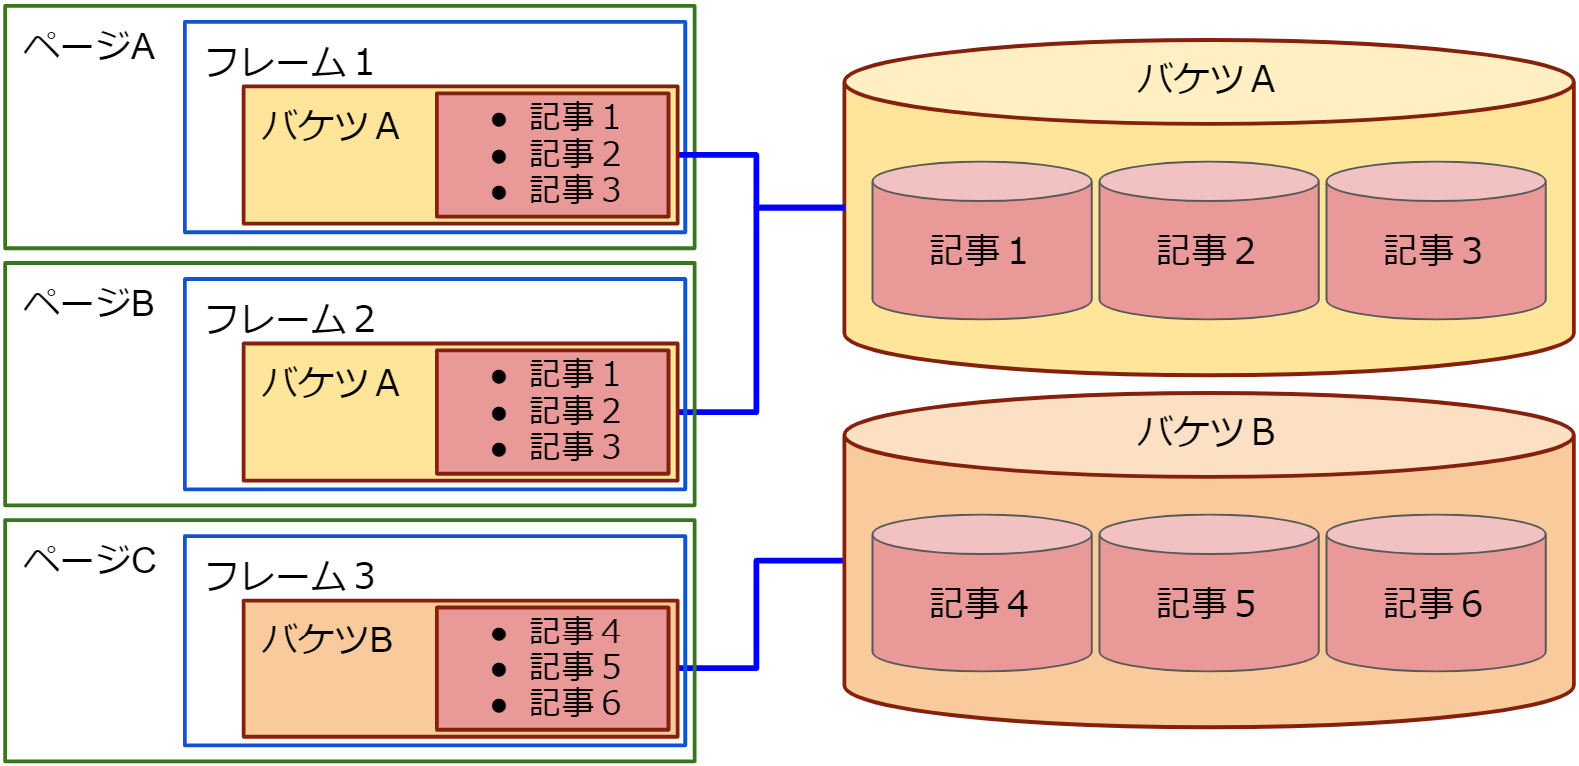 ページA
フレーム１
バケツＡ
● 記事１
● 記事２
● 記事３
ページB
フレーム２
バケツＡ
● 記事１
● 記事２
● 記事３
ページC
フレーム３
バケツB
● 記事４
● 記事５
● 記事６
バケツＡ
記事１
記事２
記事３
バケツＢ
記事４
記事５
記事６